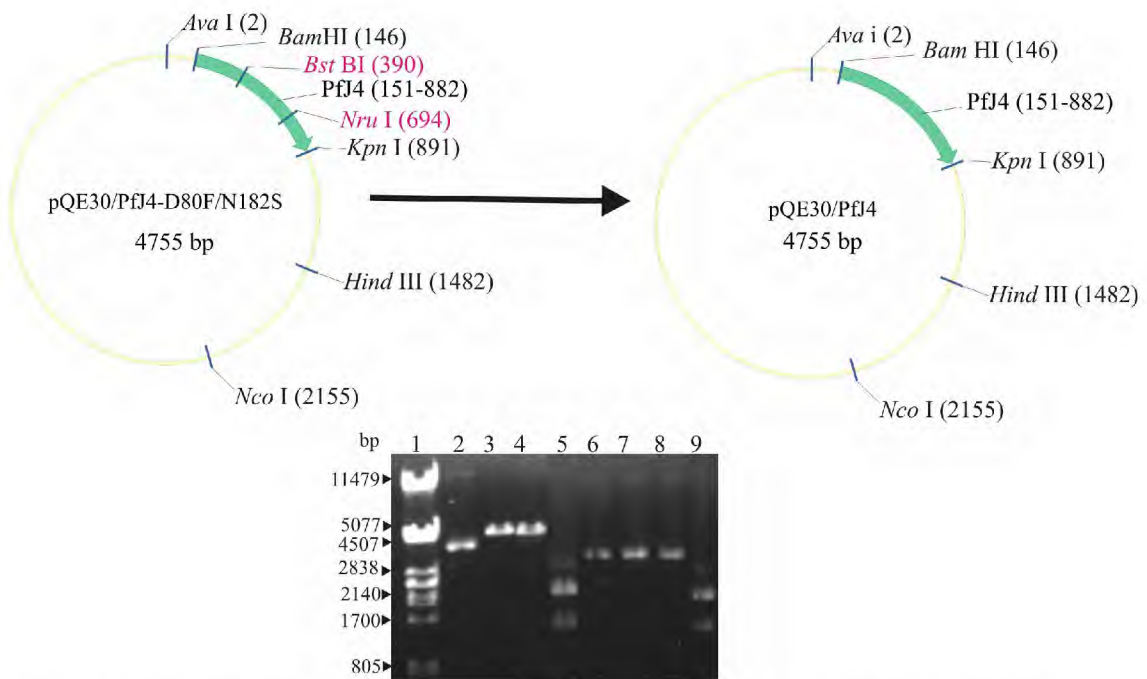 Ava I (2)
BamHI (146)
Bst BI (390)
PfJ4 (151-882)
Nru I (694)
Kpn I (891)
pQE30/PfJ4-D80F/N182S
4755 bp
Hind III (1482)
Nco I (2155)
Ava i (2)
Bam HI (146)
PfJ4 (151-882)
Kpn I (891)
pQE30/PfJ4
4755 bp
Hind III (1482)
Nco I (2155)
bp 1 2 3 4 5 6 7 8 9
11479
5077
4507
2838
2140
1700
805